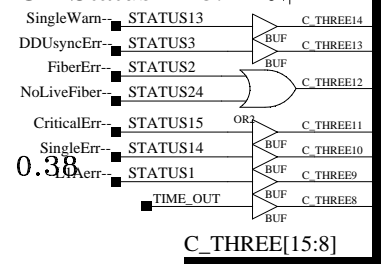 SingleWarn-- STATUS13 C_THREE14
BUF
DDUsyncErr-- STATUS3 C_THREE13
BUF
FiberErr-- STATUS2
C_THREE12
NoLiveFiber-- STATUS24
OR2
CriticalErr-- STATUS15 C_THREE11
BUF
SingleErr-- STATUS14 C_THREE10
0.38
BUF
STATUS1 C_THREE9
BUF
TIME_OUT C_THREE8
BUF
C_THREE[15:8]